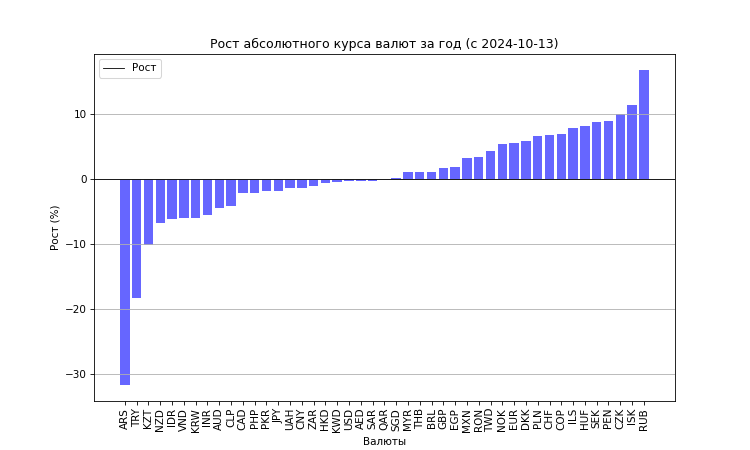 Рост абсолютного курса валют за год (с 2024-10-13)
Рост
Рост (%)
10
0
−10
−20
−30
ARS TRY KZT NZD IDR VND KRW INR AUD CLP CAD PHP PKR JPY UAH CNY ZAR HKD KWD USD AED SAR QAR SGD MYR THB BRL GBP EGP MXN RON TWD NOK EUR DKK PLN CHF COP ILS HUF SEK PEN CZK ISK RUB
Валюты